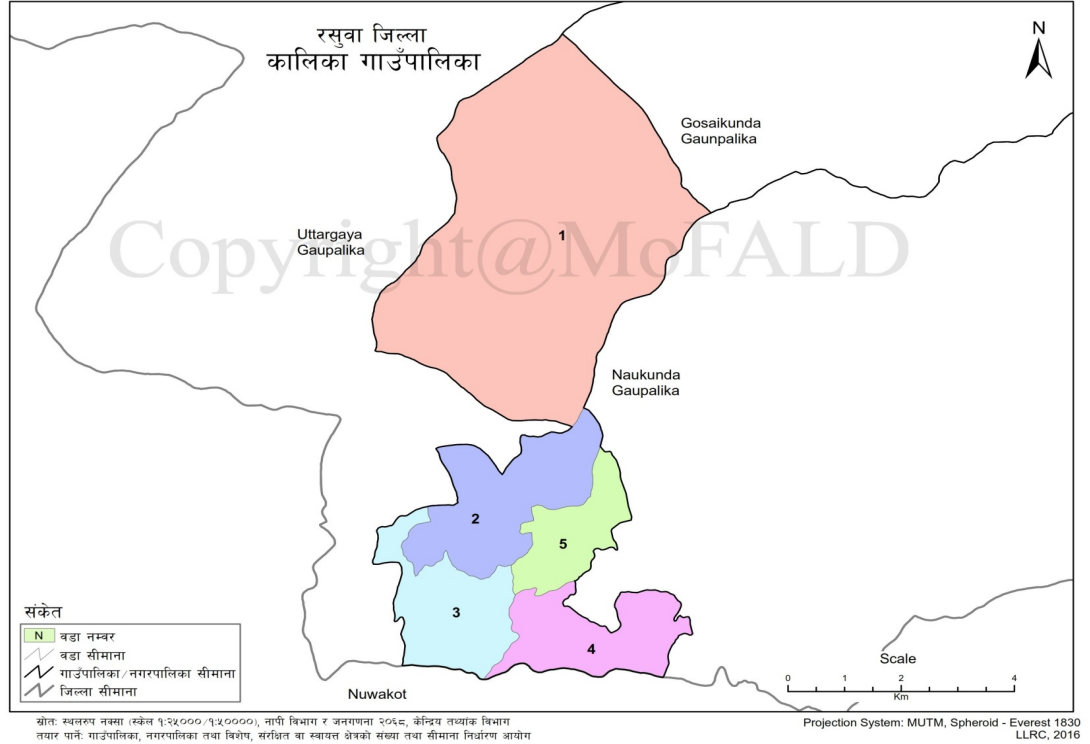 रसुवा जिल्ला
कालिका गाउँपालिका
N
Gosaikunda
Gaunpalika
Uttargaya
Gaupalika
1
Copyright@MoFALD
Naukunda
Gaupalika
2
5
3
4
संकेत
N वडा नम्वर
वडा सीमाना
गाउँपालिका/नगरपालिका सीमाना
जिल्ला सीमाना
Nuwakot
Scale
0 1 2 4
Km
स्रोतः स्थलरुप नक्सा (स्केल १:२५०००/१:५००००), नापी विभाग र जनगणना २०६८, केन्द्रिय तथ्यांक विभाग
तयार पार्नेः गाउँपालिका, नगरपालिका तथा विशेष, संरक्षित वा स्वायत्त क्षेत्रको संख्या तथा सीमाना निर्धारण आयोग
Projection System: MUTM, Spheroid - Everest 1830
LLRC, 2016